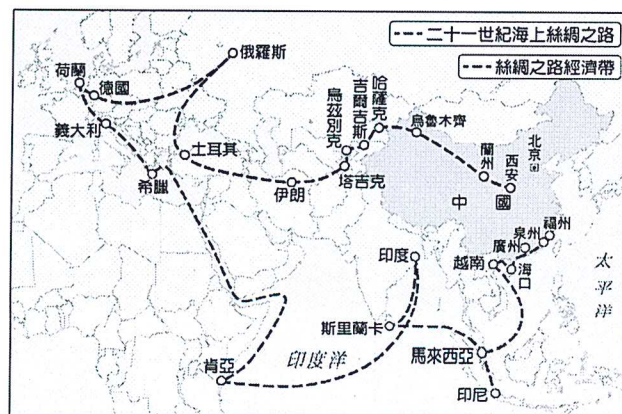 二十一世紀海上絲綢之路
絲綢之路經濟帶
俄羅斯
荷蘭
德國
義大利
希臘
土耳其
伊朗
烏茲別克
吉爾吉斯
哈薩克
塔吉克
烏魯木齊
蘭州
西安
北京
中國
福州
泉州
廣州
海口
越南
太平洋
印度
斯里蘭卡
印度洋
肯亞
馬來西亞
印尼